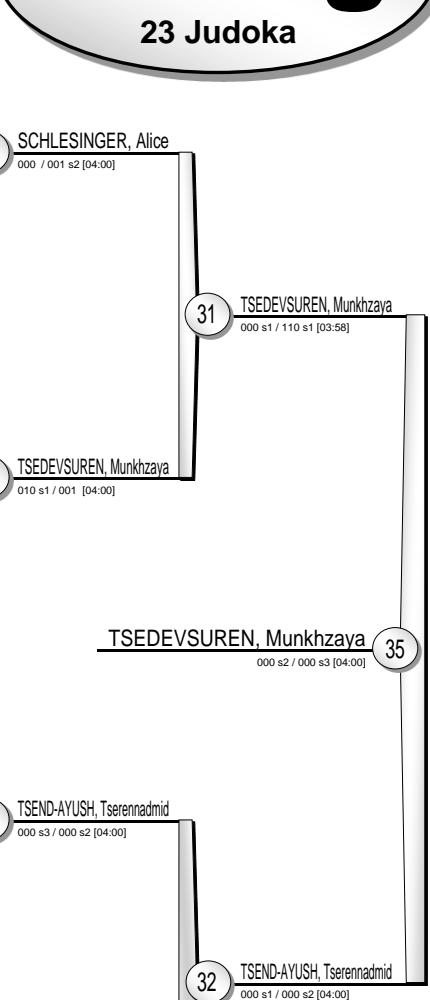 23 Judoka
SCHLESINGER, Alice
000 / 001 s2 [04:00]
31
TSEDEVSUREN, Munkhzaya
000 s1 / 110 s1 [03:58]
TSEDEVSUREN, Munkhzaya
010 s1 / 001 [04:00]
TSEDEVSUREN, Munkhzaya
35
000 s2 / 000 s3 [04:00]
TSEND-AYUSH, Tserennadmid
000 s3 / 000 s2 [04:00]
32
TSEND-AYUSH, Tserennadmid
000 s1 / 000 s2 [04:00]